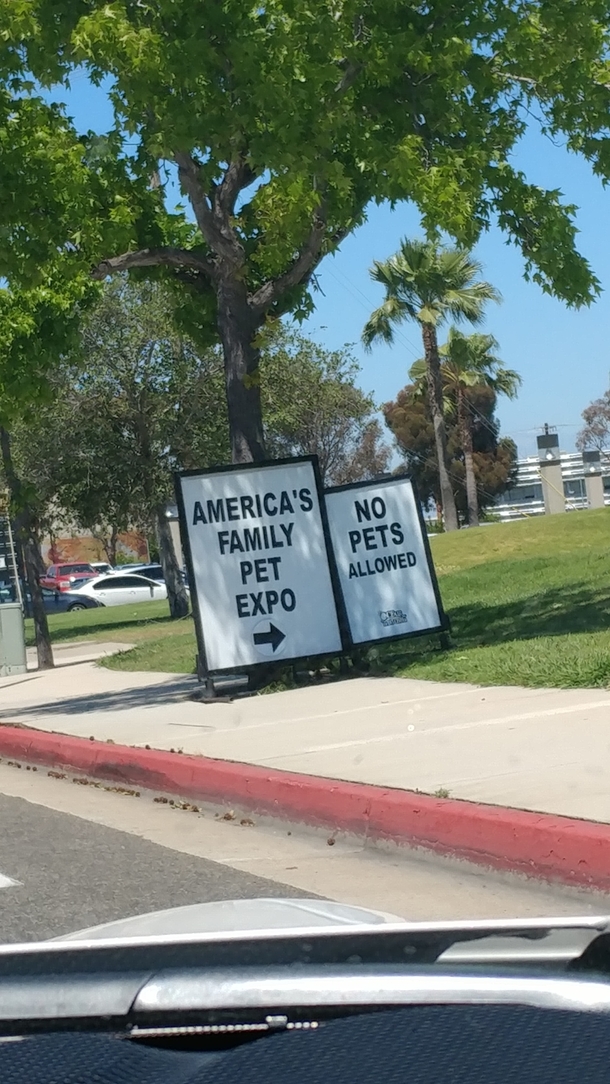 AMERICA'S
FAMILY
PET
EXPO
NO
PETS
ALLOWED